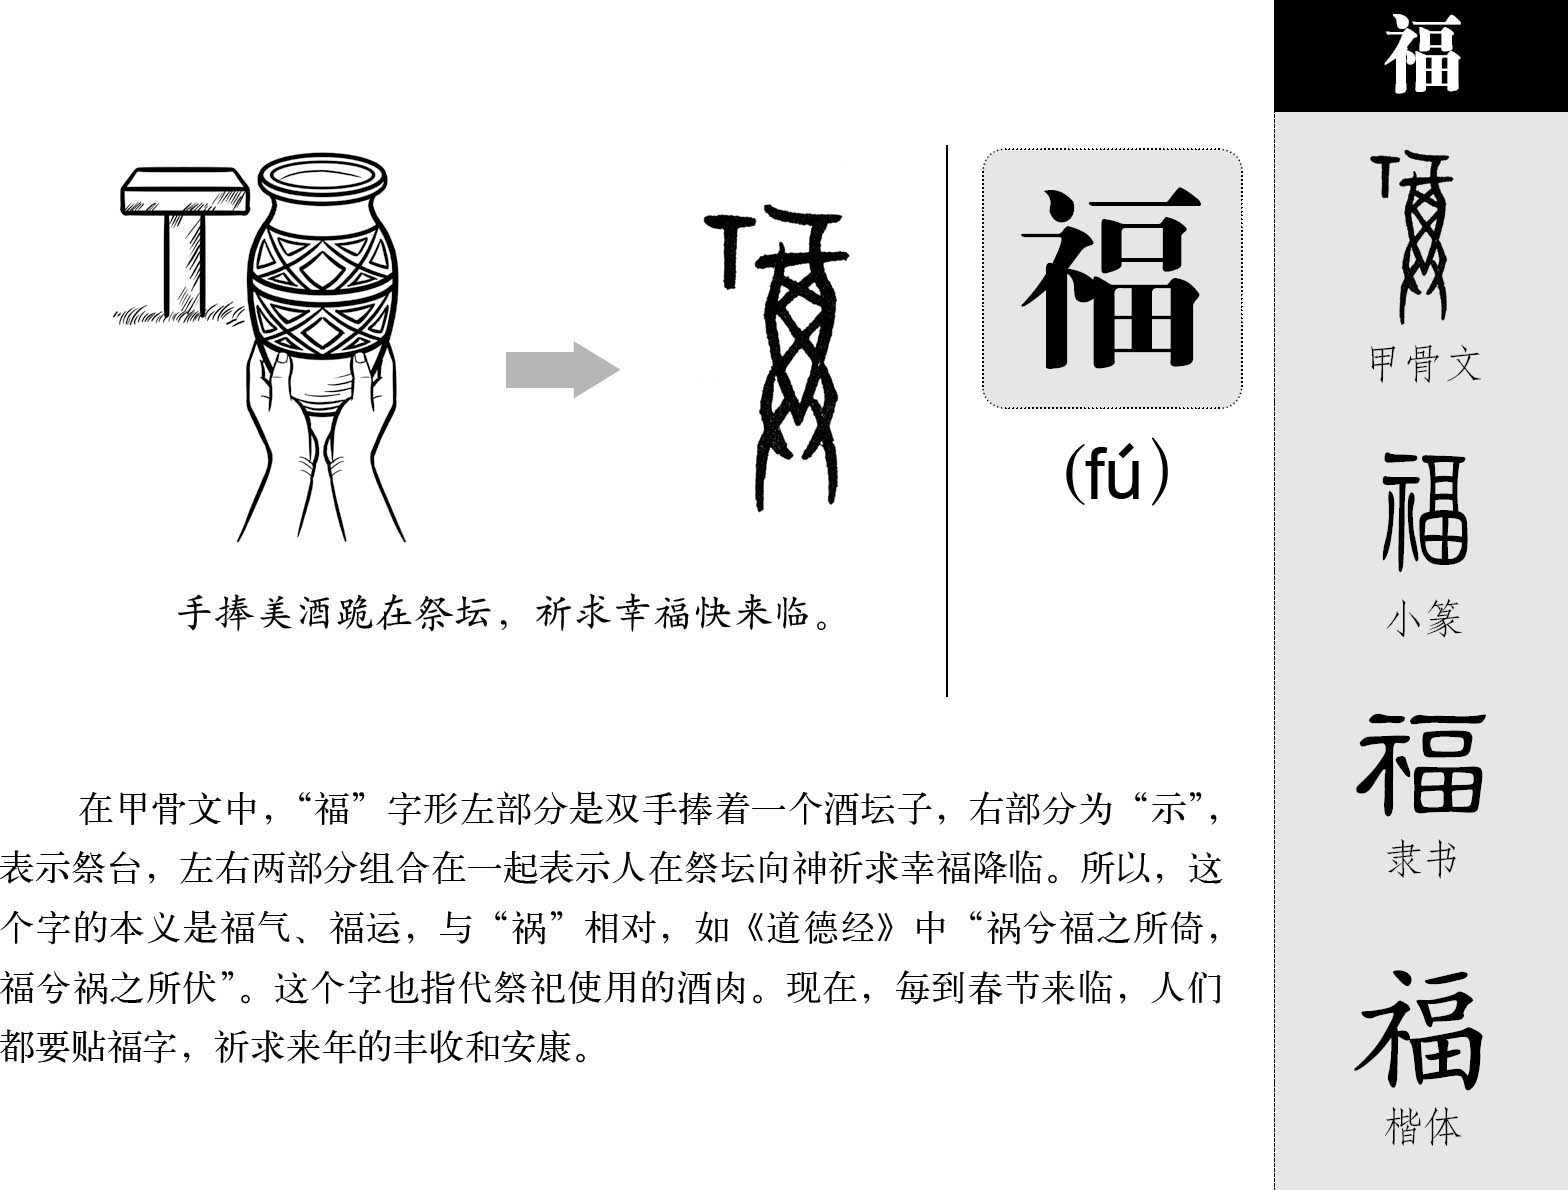 福
福
(fú)
手捧美酒跪在祭坛，祈求幸福快来临。
在甲骨文中，“福”字形左部分是双手捧着一个酒坛子，右部分为“示”，
表示祭台，左右两部分组合在一起表示人在祭坛向神祈求幸福降临。所以，这
个字的本义是福气、福运，与“祸”相对，如《道德经》中“祸兮福之所倚，
福兮祸之所伏”。这个字也指代祭祀使用的酒肉。现在，每到春节来临，人们
都要贴福字，祈求来年的丰收和安康。
甲骨文
福
小篆
福
隶书
福
楷体